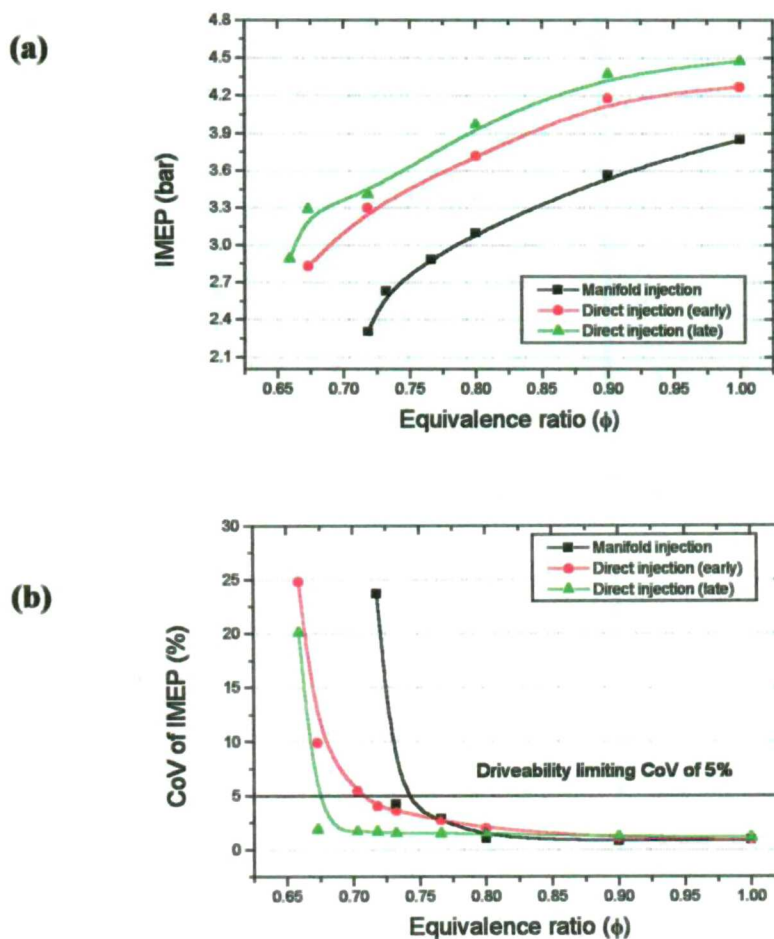 (a)
4.8
4.5
4.2
3.9
3.6
3.3
3.0
2.7
2.4
2.1
IMEP (bar)
Manifold injection
Direct injection (early)
Direct injection (late)
0.65 0.70 0.75 0.80 0.85 0.90 0.95 1.00
Equivalence ratio (ϕ)
(b)
30
25
20
15
10
5
0
CoV of IMEP (%)
Manifold injection
Direct injection (early)
Direct injection (late)
Driveability limiting CoV of 5%
0.65 0.70 0.75 0.80 0.85 0.90 0.95 1.00
Equivalence ratio (ϕ)